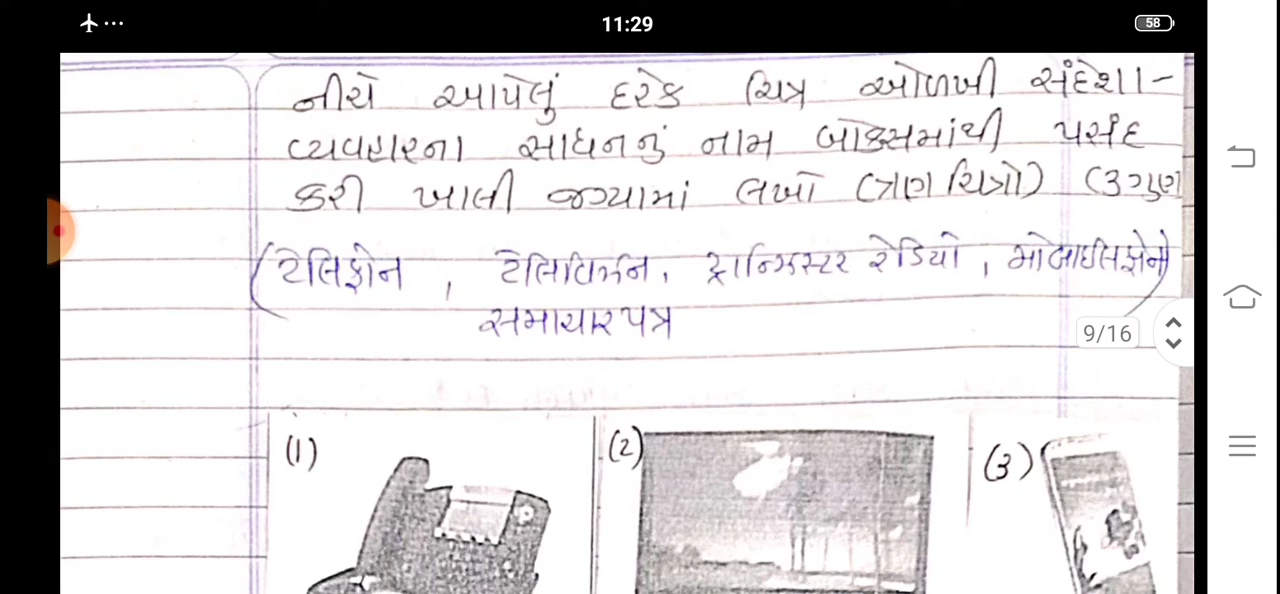 11:29
58
નીચે આપેલું દરેક ચિત્ર ઓળખી સંદેશા-
વ્યવહારના સાધનનું નામ બોક્સમાંથી પસંદ
કરી ખાલી જગ્યામાં લખો (ત્રણ ચિત્રો) (૩ગુણ
(ટેલિફોન, ટેલિવિઝન, ટ્રાન્ઝિસ્ટર રેડિયો, મોબાઈલફોન)
સમાચારપત્ર
9/16
(1) (2) (3)